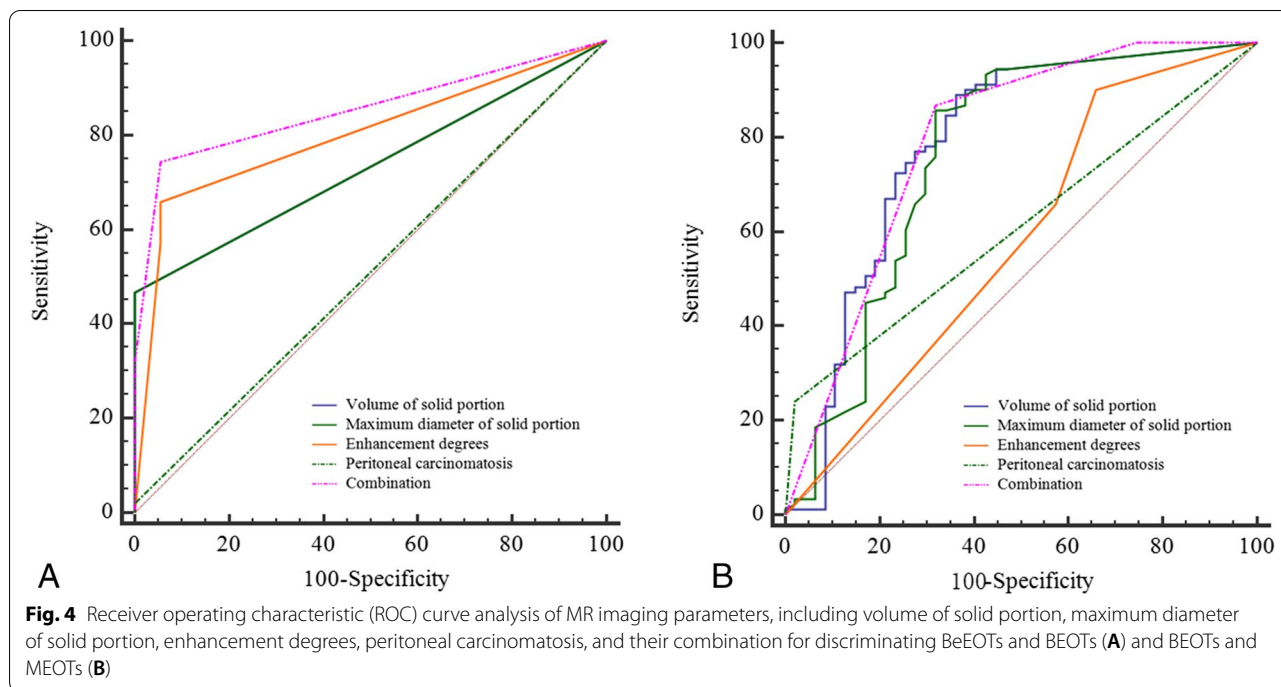 100
80
60
40
20
0
Sensitivity
0 20 40 60 80 100
100-Specificity
Volume of solid portion
Maximum diameter of solid portion
Enhancement degrees
Peritoneal carcinomatosis
Combination
A
100
80
60
40
20
0
Sensitivity
0 20 40 60 80 100
100-Specificity
Volume of solid portion
Maximum diameter of solid portion
Enhancement degrees
Peritoneal carcinomatosis
Combination
B
Fig. 4 Receiver operating characteristic (ROC) curve analysis of MR imaging parameters, including volume of solid portion, maximum diameter
of solid portion, enhancement degrees, peritoneal carcinomatosis, and their combination for discriminating BeEOTs and BEOTs (A) and BEOTs and
MEOTs (B)